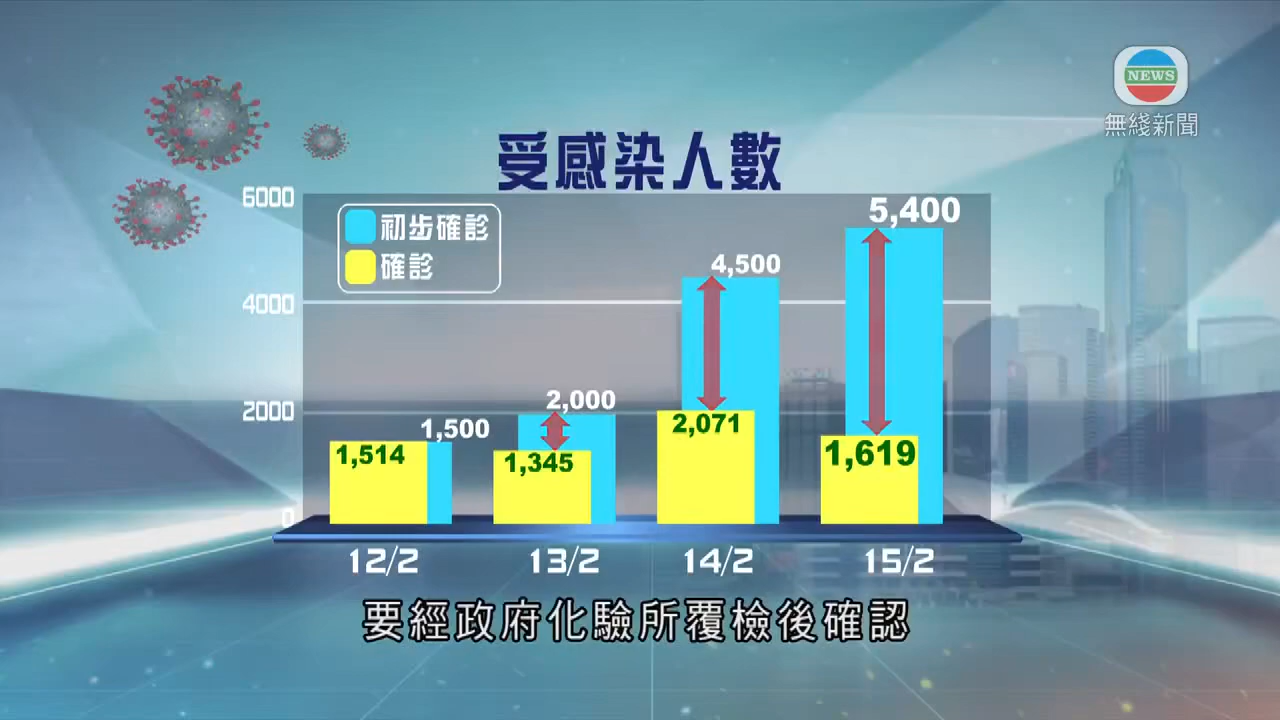 NEWS
無綫新聞
受感染人數
6000
4000
2000
0
初步確診
確診
1,514
1,500
1,345
2,000
2,071
4,500
1,619
5,400
12/2
13/2
14/2
15/2
要經政府化驗所覆檢後確認